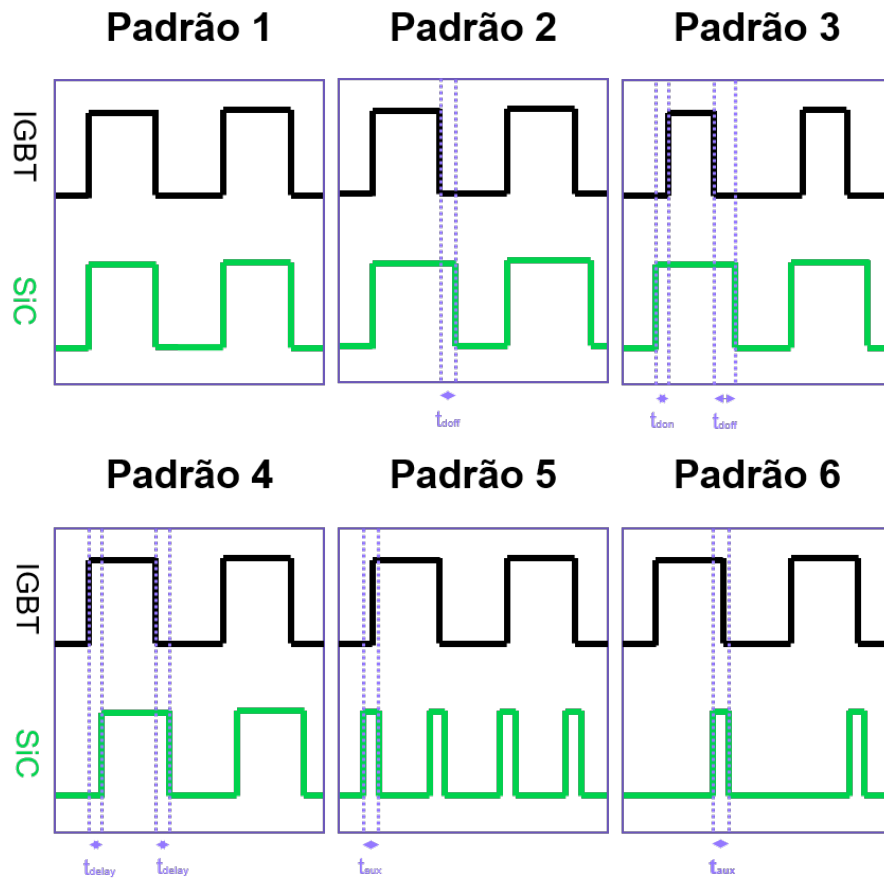 Padrão 1
Padrão 2
Padrão 3
IGBT
SiC
tdoff
tdon
tdoff
Padrão 4
Padrão 5
Padrão 6
IGBT
SiC
tdelay
tdelay
taux
taux